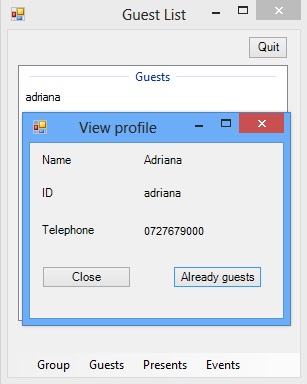 Guest List
Quit
Guests
adriana
View profile
Name Adriana
ID adriana
Telephone 0727679000
Close Already guests
Group Guests Presents Events